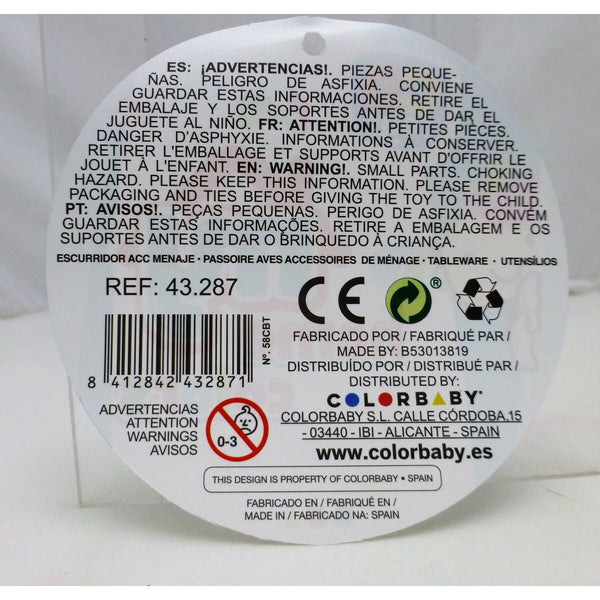 ES: ¡ADVERTENCIAS!. PIEZAS PEQUE-
ÑAS. PELIGRO DE ASFIXIA. CONVIENE
GUARDAR ESTAS INFORMACIONES. RETIRE EL
EMBALAJE Y LOS SOPORTES ANTES DE DAR EL
JUGUETE AL NIÑO. FR: ATTENTION!. PETITES PIÈCES.
DANGER D'ASPHYXIE. INFORMATIONS À CONSERVER.
RETIRER L'EMBALLAGE ET SUPPORTS AVANT D'OFFRIR LE
JOUET À L'ENFANT. EN: WARNING!. SMALL PARTS. CHOKING
HAZARD. PLEASE KEEP THIS INFORMATION. PLEASE REMOVE
PACKAGING AND TIES BEFORE GIVING THE TOY TO THE CHILD.
PT: AVISOS!. PEÇAS PEQUENAS. PERIGO DE ASFIXIA. CONVÉM
GUARDAR ESTAS INFORMAÇÕES. RETIRE A EMBALAGEM E OS
SUPORTES ANTES DE DAR O BRINQUEDO À CRIANÇA.
ESCURRIDOR ACC MENAJE • PASSOIRE AVES ACCESSOIRES DE MÉNAGE • TABLEWARE • UTENSÍLIOS
REF: 43.287
Nº. 58CBT
8 412842 432871
CE
®
FABRICADO POR / FABRIQUÉ PAR /
MADE BY: B53013819
DISTRIBUÍDO POR / DISTRIBUÉ PAR /
DISTRIBUTED BY:
COLORBABY®
COLORBABY S.L. CALLE CÓRDOBA.15
- 03440 - IBI - ALICANTE - SPAIN
www.colorbaby.es
ADVERTENCIAS
ATTENTION
WARNINGS
AVISOS
0-3
THIS DESIGN IS PROPERTY OF COLORBABY • SPAIN
FABRICADO EN / FABRIQUÉ EN /
MADE IN / FABRICADO NA: SPAIN